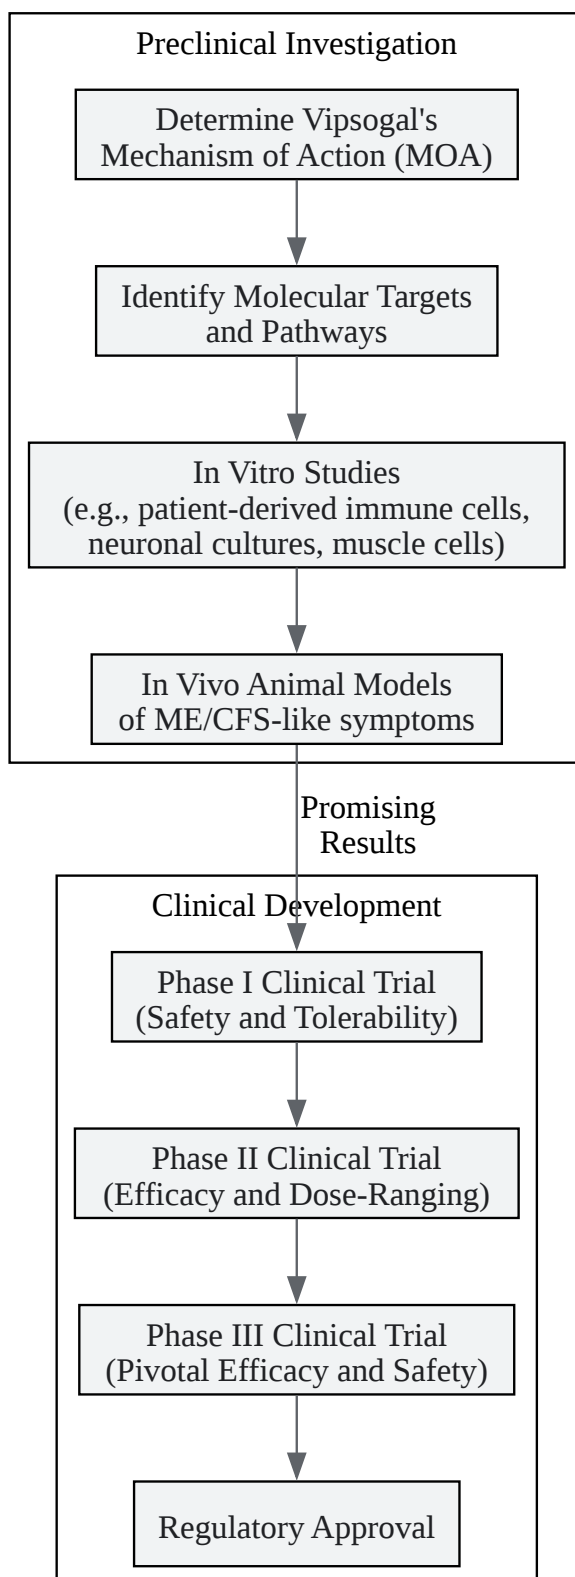 Preclinical Investigation
Determine Vipsogal's
Mechanism of Action (MOA)
Identify Molecular Targets
and Pathways
In Vitro Studies
(e.g., patient-derived immune cells,
neuronal cultures, muscle cells)
In Vivo Animal Models
of ME/CFS-like symptoms
Promising
Results
Clinical Development
Phase I Clinical Trial
(Safety and Tolerability)
Phase II Clinical Trial
(Efficacy and Dose-Ranging)
Phase III Clinical Trial
(Pivotal Efficacy and Safety)
Regulatory Approval